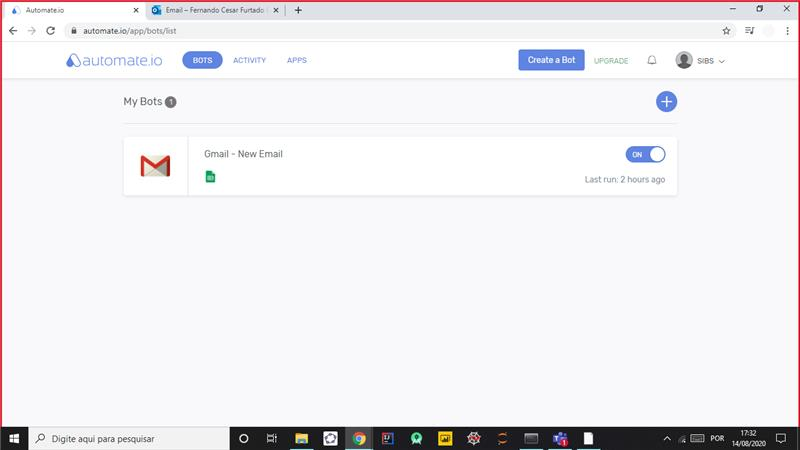 Automate.io
Email – Fernando Cesar Furtado
automate.io/app/bots/list
automate.io
BOTS
ACTIVITY
APPS
Create a Bot
UPGRADE
SIBS
My Bots 1
Gmail - New Email
ON
Last run: 2 hours ago
Digite aqui para pesquisar
1
POR
17:32
14/08/2020